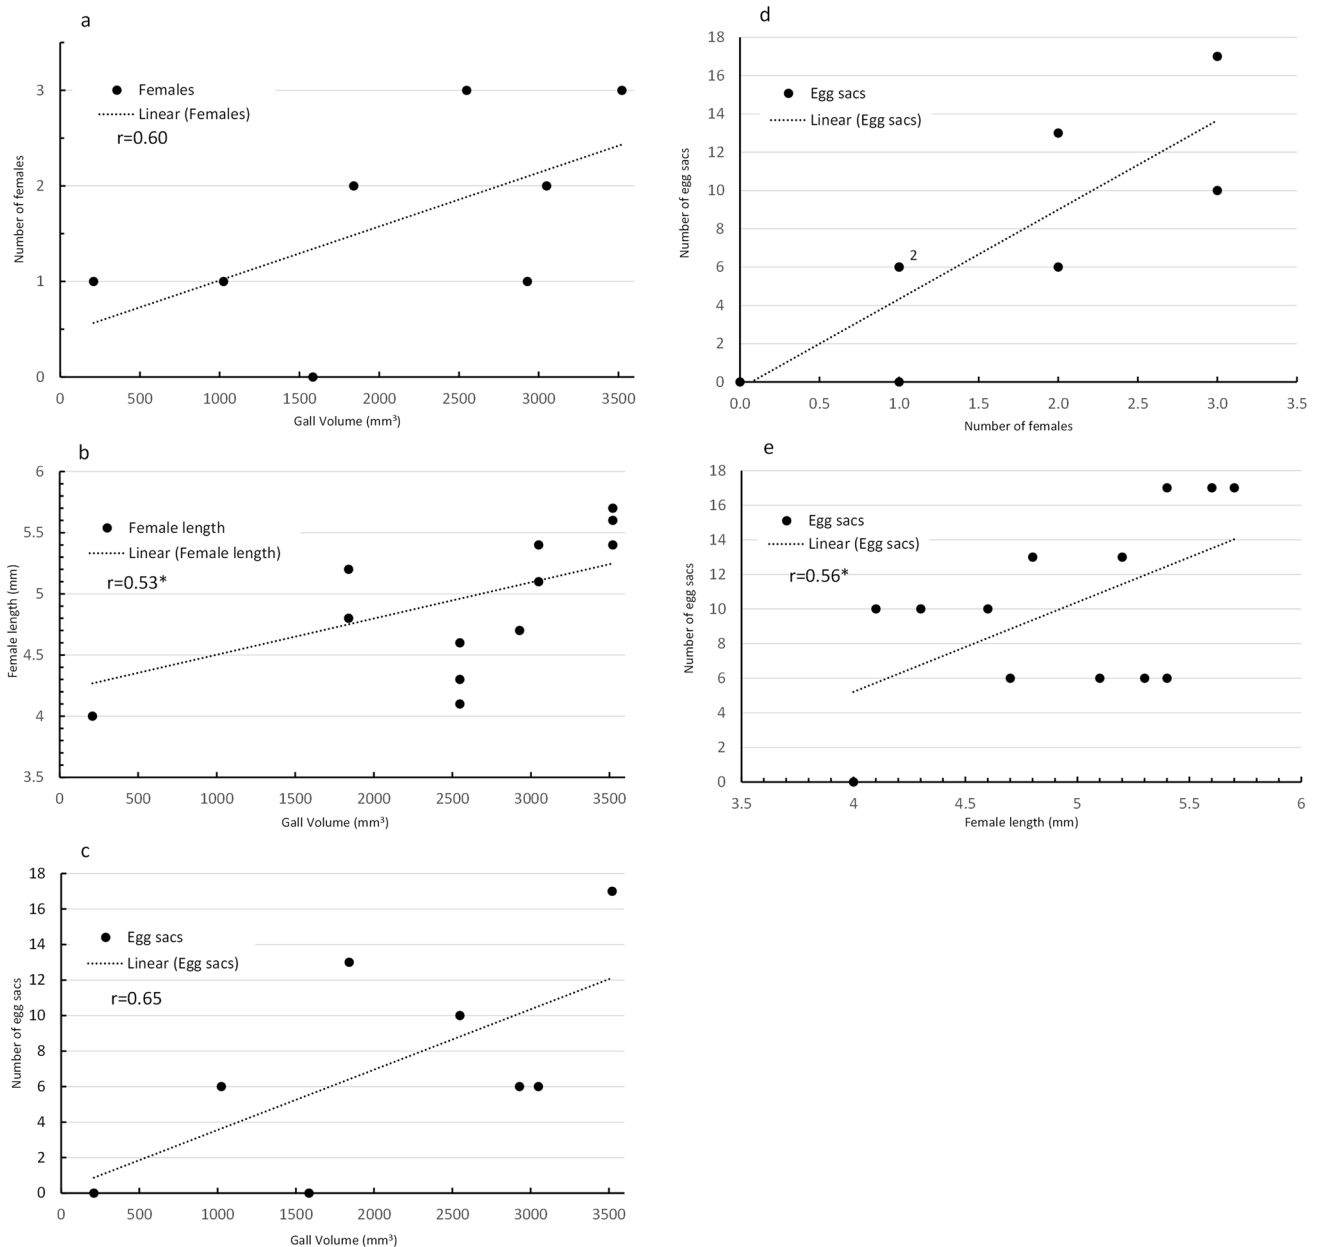 a
Number of females
3
2
1
0
Females
Linear (Females)
r=0.60
0 500 1000 1500 2000 2500 3000 3500
Gall Volume (mm³)
b
Female length (mm)
6
5.5
5
4.5
4
3.5
Female length
Linear (Female length)
r=0.53*
0 500 1000 1500 2000 2500 3000 3500
Gall Volume (mm³)
c
Number of egg sacs
18
16
14
12
10
8
6
4
2
0
Egg sacs
Linear (Egg sacs)
r=0.65
0 500 1000 1500 2000 2500 3000 3500
Gall Volume (mm³)
d
Number of egg sacs
18
16
14
12
10
8
6
4
2
0
Egg sacs
Linear (Egg sacs)
2
0.0 0.5 1.0 1.5 2.0 2.5 3.0 3.5
Number of females
e
Number of egg sacs
18
16
14
12
10
8
6
4
2
0
Egg sacs
Linear (Egg sacs)
r=0.56*
3.5 4 4.5 5 5.5 6
Female length (mm)